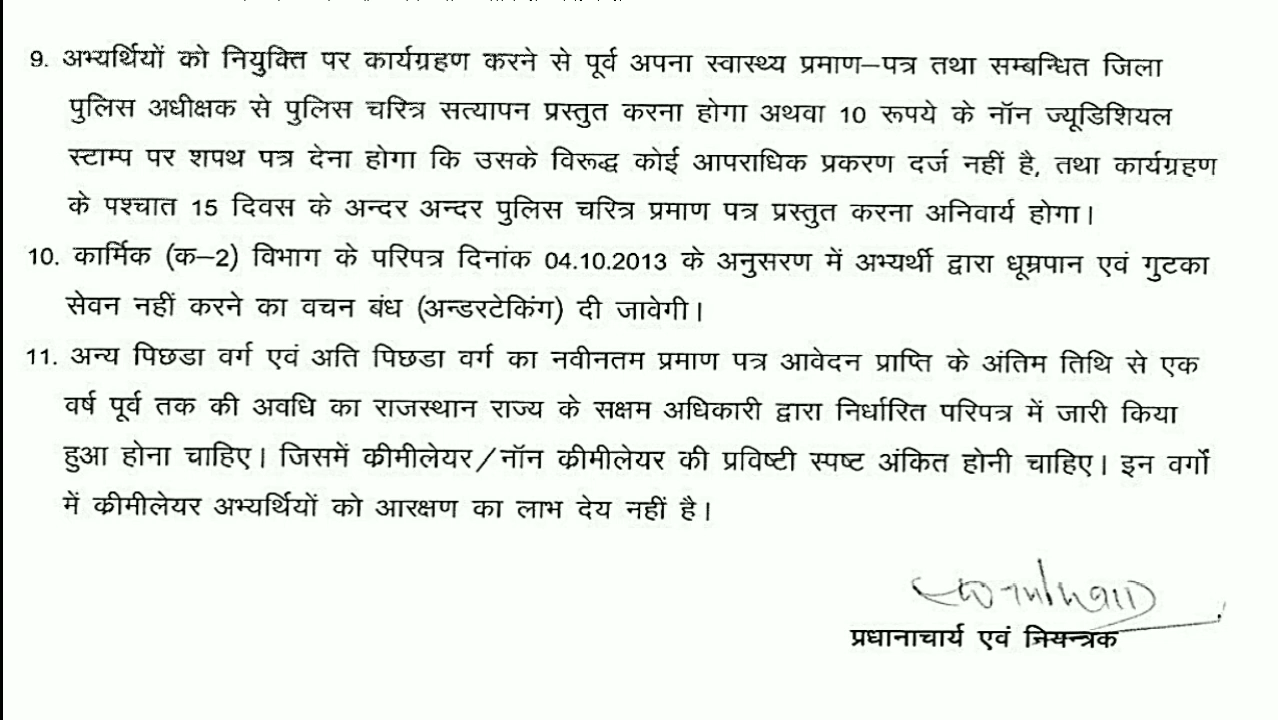 9. अभ्यर्थियों को नियुक्ति पर कार्यग्रहण करने से पूर्व अपना स्वास्थ्य प्रमाण–पत्र तथा सम्बन्धित जिला
पुलिस अधीक्षक से पुलिस चरित्र सत्यापन प्रस्तुत करना होगा अथवा 10 रूपये के नॉन ज्यूडिशियल
स्टाम्प पर शपथ पत्र देना होगा कि उसके विरूद्ध कोई आपराधिक प्रकरण दर्ज नहीं है, तथा कार्यग्रहण
के पश्चात 15 दिवस के अन्दर अन्दर पुलिस चरित्र प्रमाण पत्र प्रस्तुत करना अनिवार्य होगा।
10. कार्मिक (क–2) विभाग के परिपत्र दिनांक 04.10.2013 के अनुसरण में अभ्यर्थी द्वारा धूम्रपान एवं गुटका
सेवन नहीं करने का वचन बंध (अन्डरटेकिंग) दी जावेगी।
11. अन्य पिछडा वर्ग एवं अति पिछडा वर्ग का नवीनतम प्रमाण पत्र आवेदन प्राप्ति के अंतिम तिथि से एक
वर्ष पूर्व तक की अवधि का राजस्थान राज्य के सक्षम अधिकारी द्वारा निर्धारित परिपत्र में जारी किया
हुआ होना चाहिए। जिसमें क्रीमीलेयर/नॉन क्रीमीलेयर की प्रविष्टी स्पष्ट अंकित होनी चाहिए। इन वर्गों
में क्रीमीलेयर अभ्यर्थियों को आरक्षण का लाभ देय नहीं है।
प्रधानाचार्य एवं नियन्त्रक